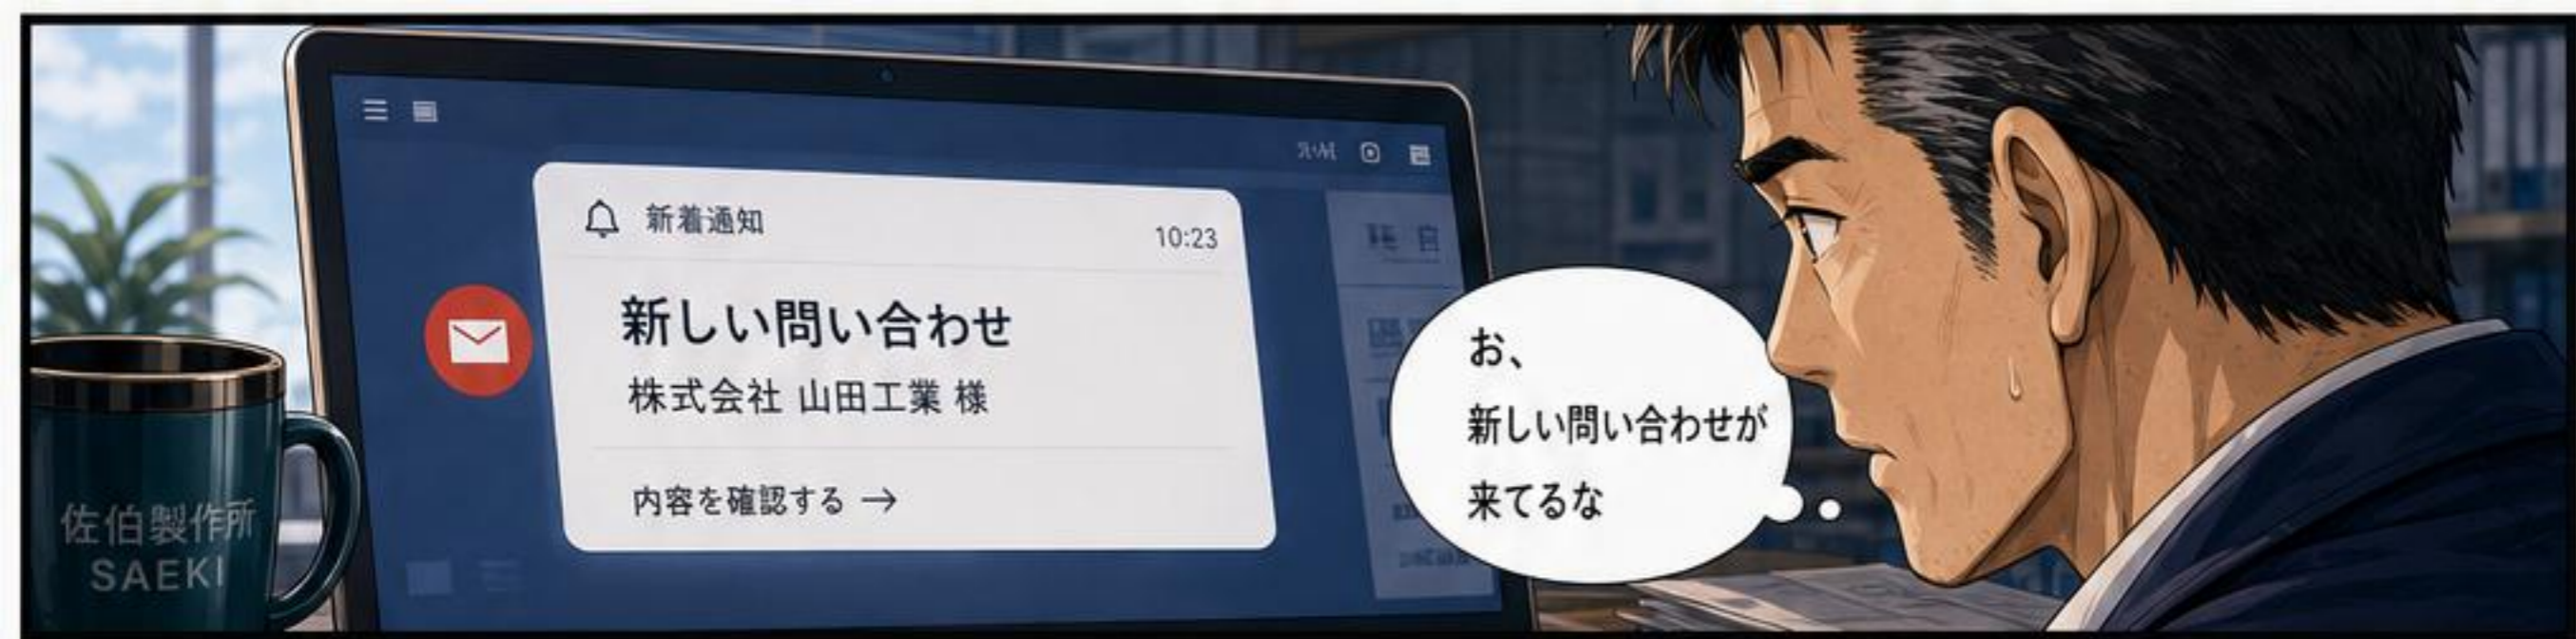 新着通知
10:23
新しい問い合わせ
株式会社 山田工業 様
内容を確認する →
お、
新しい問い合わせが
来てるな
佐伯製作所
SAEKI